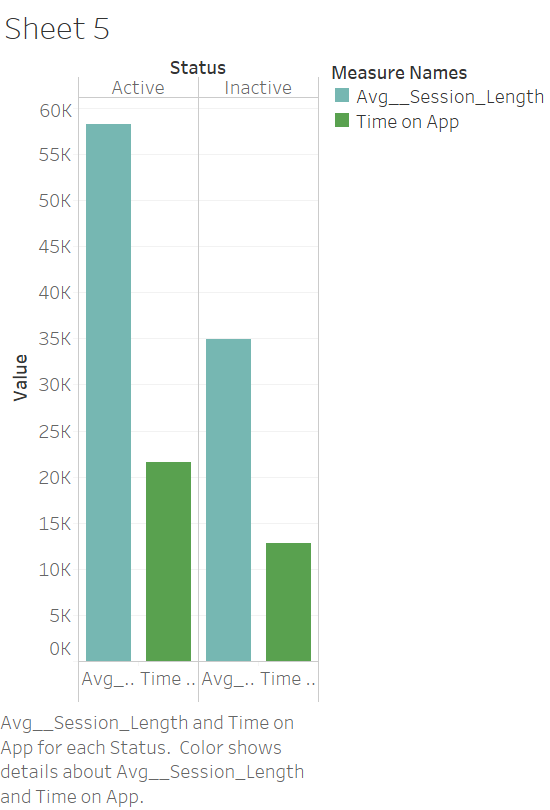 Sheet 5
Status
Active Inactive
60K
55K
50K
45K
40K
35K
30K
25K
20K
15K
10K
5K
0K
Value
Avg_.. Time .. Avg_.. Time ..
Measure Names
Avg__Session_Length
Time on App
Avg__Session_Length and Time on
App for each Status. Color shows
details about Avg__Session_Length
and Time on App.